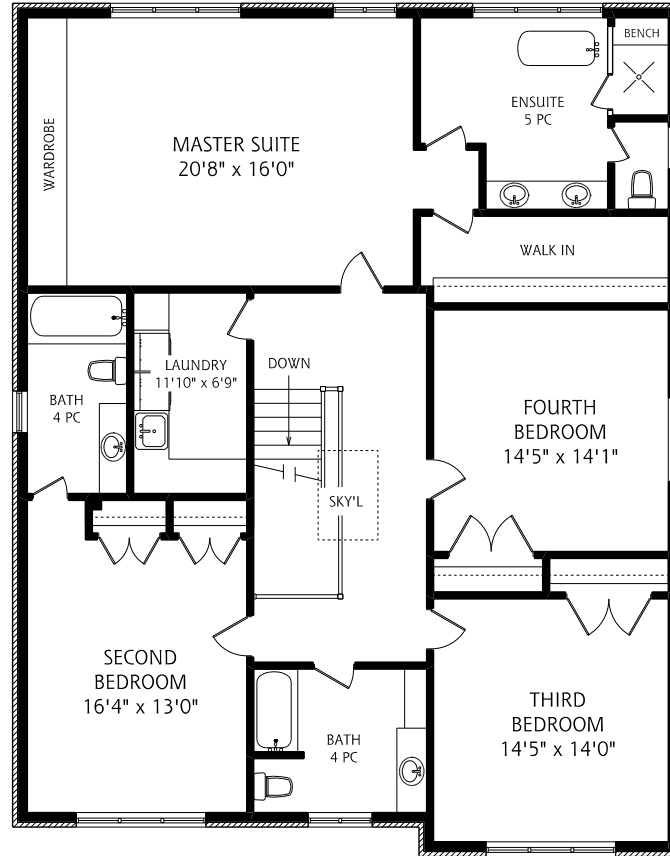 BENCH
ENSUITE
5 PC
WARDROBE
MASTER SUITE
20'8" x 16'0"
WALK IN
DOWN
LAUNDRY
11'10" x 6'9"
BATH
4 PC
FOURTH
BEDROOM
14'5" x 14'1"
SKY'L
SECOND
BEDROOM
16'4" x 13'0"
THIRD
BEDROOM
14'5" x 14'0"
BATH
4 PC